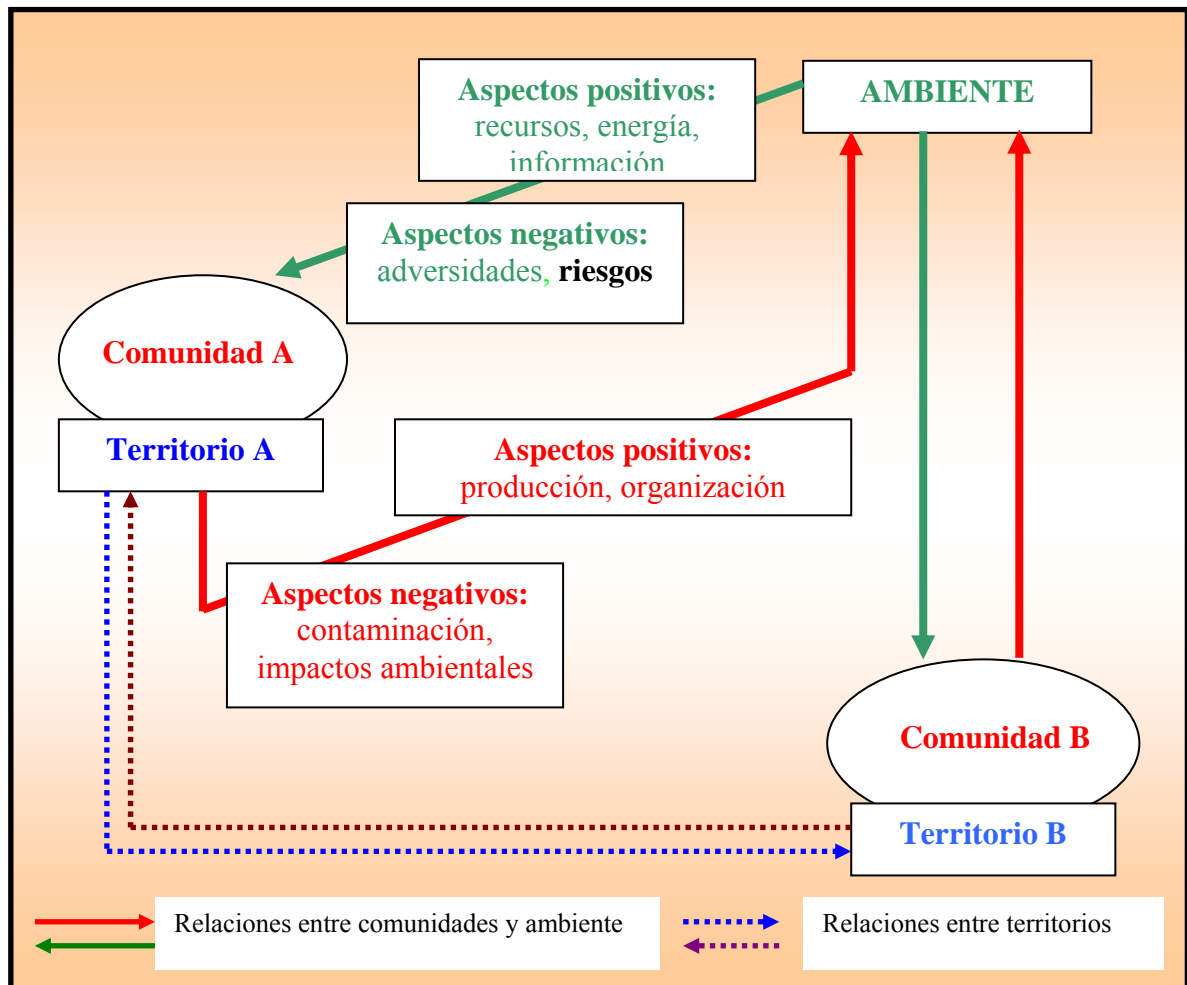 AMBIENTE
Aspectos positivos:
recursos, energía,
información
Aspectos negativos:
adversidades, riesgos
Comunidad A
Territorio A
Aspectos positivos:
producción, organización
Aspectos negativos:
contaminación,
impactos ambientales
Comunidad B
Territorio B
Relaciones entre comunidades y ambiente
Relaciones entre territorios